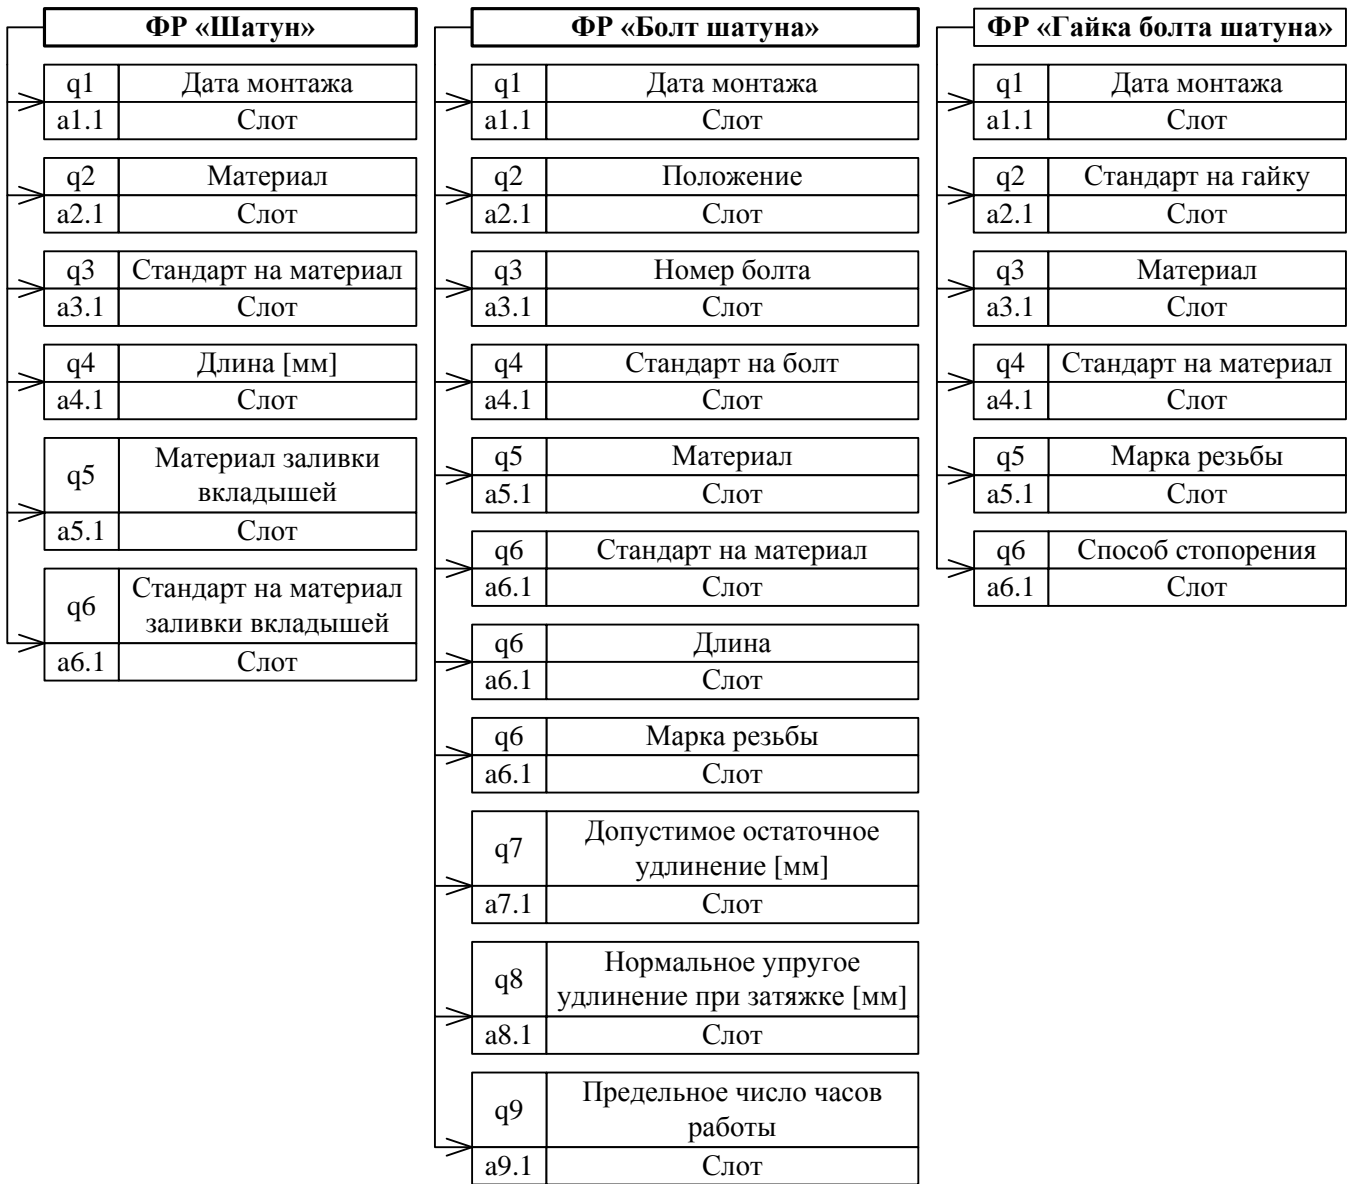 ФР «Шатун»
q1 Дата монтажа
a1.1 Слот
q2 Материал
a2.1 Слот
q3 Стандарт на материал
a3.1 Слот
q4 Длина [мм]
a4.1 Слот
q5 Материал заливки
вкладышей
a5.1 Слот
q6 Стандарт на материал
заливки вкладышей
a6.1 Слот
ФР «Болт шатуна»
q1 Дата монтажа
a1.1 Слот
q2 Положение
a2.1 Слот
q3 Номер болта
a3.1 Слот
q4 Стандарт на болт
a4.1 Слот
q5 Материал
a5.1 Слот
q6 Стандарт на материал
a6.1 Слот
q6 Длина
a6.1 Слот
q6 Марка резьбы
a6.1 Слот
q7 Допустимое остаточное
удлинение [мм]
a7.1 Слот
q8 Нормальное упругое
удлинение при затяжке [мм]
a8.1 Слот
q9 Предельное число часов
работы
a9.1 Слот
ФР «Гайка болта шатуна»
q1 Дата монтажа
a1.1 Слот
q2 Стандарт на гайку
a2.1 Слот
q3 Материал
a3.1 Слот
q4 Стандарт на материал
a4.1 Слот
q5 Марка резьбы
a5.1 Слот
q6 Способ стопорения
a6.1 Слот